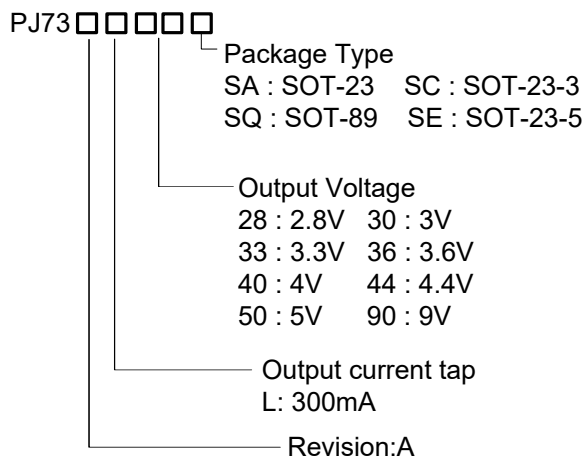 PJ73□□□□□
Package Type
SA : SOT-23 SC : SOT-23-3
SQ : SOT-89 SE : SOT-23-5
Output Voltage
28 : 2.8V 30 : 3V
33 : 3.3V 36 : 3.6V
40 : 4V 44 : 4.4V
50 : 5V 90 : 9V
Output current tap
L: 300mA
Revision:A